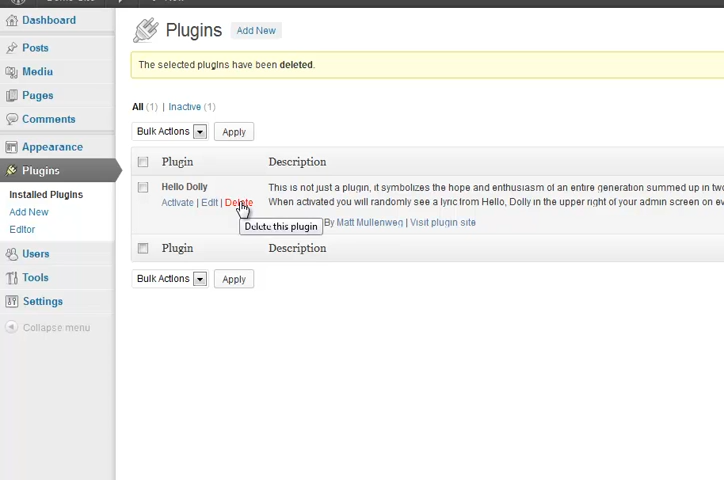 Dashboard
Posts
Media
Pages
Comments
Appearance
Plugins
Installed Plugins
Add New
Editor
Users
Tools
Settings
Collapse menu
Plugins Add New
The selected plugins have been deleted.
All (1) | Inactive (1)
Bulk Actions Apply
Plugin Description
Hello Dolly This is not just a plugin, it symbolizes the hope and enthusiasm of an entire generation summed up in two
Activate | Edit | Delete When activated you will randomly see a lyric from Hello, Dolly in the upper right of your admin screen on
Delete this plugin By Matt Mullenweg | Visit plugin site
Plugin Description
Bulk Actions Apply